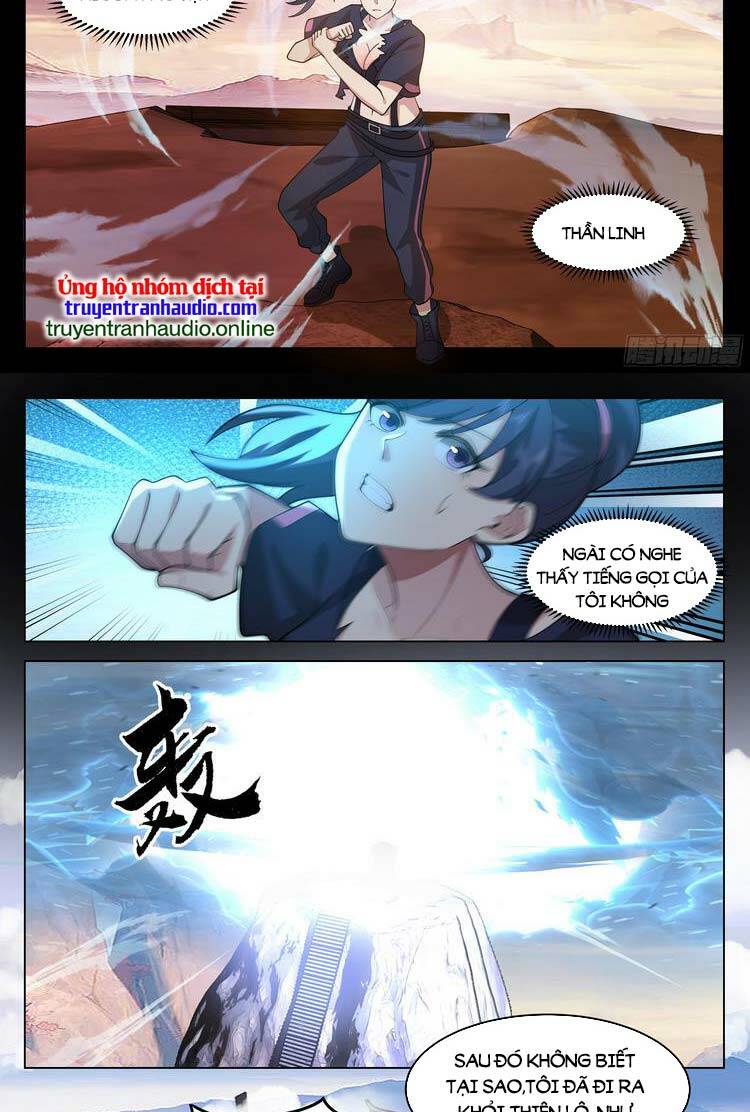 THẦN LINH
Ủng hộ nhóm dịch tại
truyentranhaudio.com
truyentranhaudio.online
NGÀI CÓ NGHE
THẤY TIẾNG GỌI CỦA
TÔI KHÔNG
轰
SAU ĐÓ KHÔNG BIẾT
TẠI SAO,TÔI ĐÃ ĐI RA